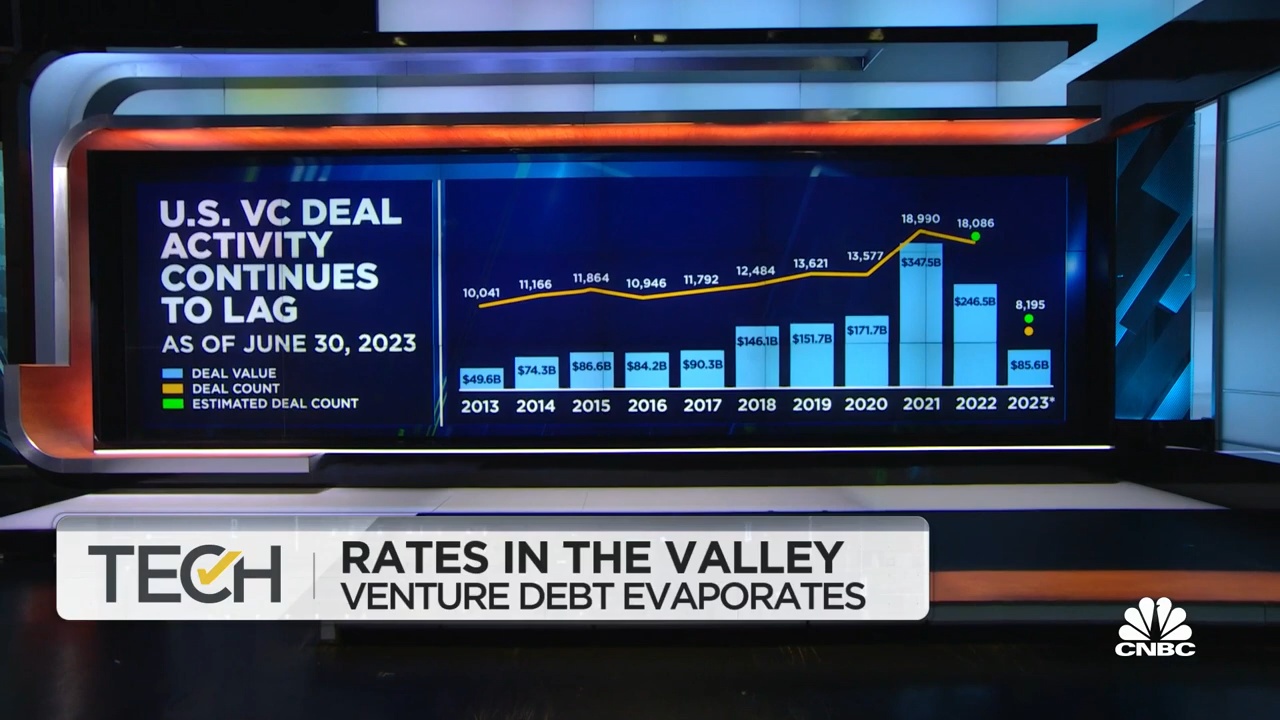 U.S. VC DEAL
ACTIVITY
CONTINUES
TO LAG
AS OF JUNE 30, 2023
DEAL VALUE
DEAL COUNT
ESTIMATED DEAL COUNT
10,041
11,166
11,864
10,946
11,792
12,484
13,621
13,577
18,990
18,086
8,195
$49.6B
$74.3B
$86.6B
$84.2B
$90.3B
$146.1B
$151.7B
$171.7B
$347.5B
$246.5B
$85.6B
2013 2014 2015 2016 2017 2018 2019 2020 2021 2022 2023*
TECH
RATES IN THE VALLEY
VENTURE DEBT EVAPORATES
CNBC